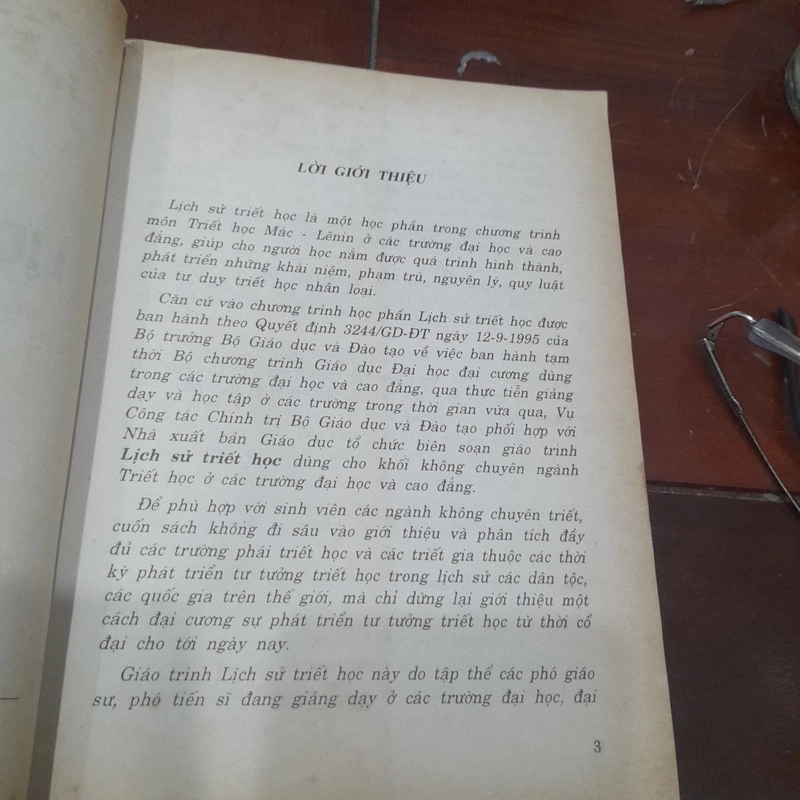 LỜI GIỚI THIỆU
Lịch sử triết học là một học phần trong chương trình
môn Triết học Mác - Lênin ở các trường đại học và cao
đẳng, giúp cho người học nắm được quá trình hình thành,
phát triển những khái niệm, phạm trù, nguyên lý, quy luật
của tư duy triết học nhân loại.
Căn cứ vào chương trình học phần Lịch sử triết học được
ban hành theo Quyết định 3244/GD-ĐT ngày 12-9-1995 của
Bộ trưởng Bộ Giáo dục và Đào tạo về việc ban hành tạm
thời Bộ chương trình Giáo dục Đại học đại cương dùng
trong các trường đại học và cao đẳng, qua thực tiễn giảng
dạy và học tập ở các trường trong thời gian vừa qua, Vụ
Công tác Chính trị Bộ Giáo dục và Đào tạo phối hợp với
Nhà xuất bản Giáo dục tổ chức biên soạn giáo trình
Lịch sử triết học dùng cho khối không chuyên ngành
Triết học ở các trường đại học và cao đẳng.
Để phù hợp với sinh viên các ngành không chuyên triết,
cuốn sách không đi sâu vào giới thiệu và phân tích đầy
đủ các trường phái triết học và các triết gia thuộc các thời
kỳ phát triển tư tưởng triết học trong lịch sử các dân tộc,
các quốc gia trên thế giới, mà chỉ dừng lại giới thiệu một
cách đại cương sự phát triển tư tưởng triết học từ thời cổ
đại cho tới ngày nay.
Giáo trình Lịch sử triết học này do tập thể các phó giáo
sư, phó tiến sĩ đang giảng dạy ở các trường đại học, đại
3